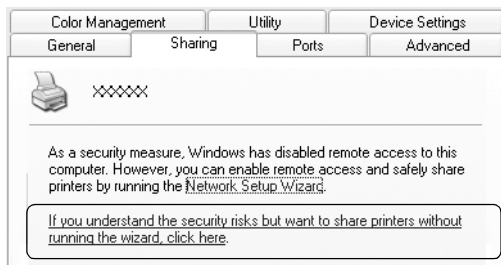 Color Management Utility Device Settings
General Sharing Ports Advanced
XXXXXX
As a security measure, Windows has disabled remote access to this
computer. However, you can enable remote access and safely share
printers by running the Network Setup Wizard.
If you understand the security risks but want to share printers without
running the wizard, click here.